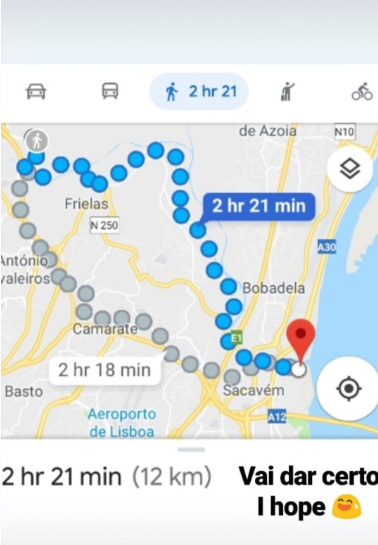 2 hr 21
de Azoia
N10
Frielas
2 hr 21 min
N 250
A30
António
valeiros
Bobadela
Camarate
E1
2 hr 18 min
Basto
Sacavém
Aeroporto
de Lisboa
A12
2 hr 21 min (12 km)
Vai dar certo
I hope 😅